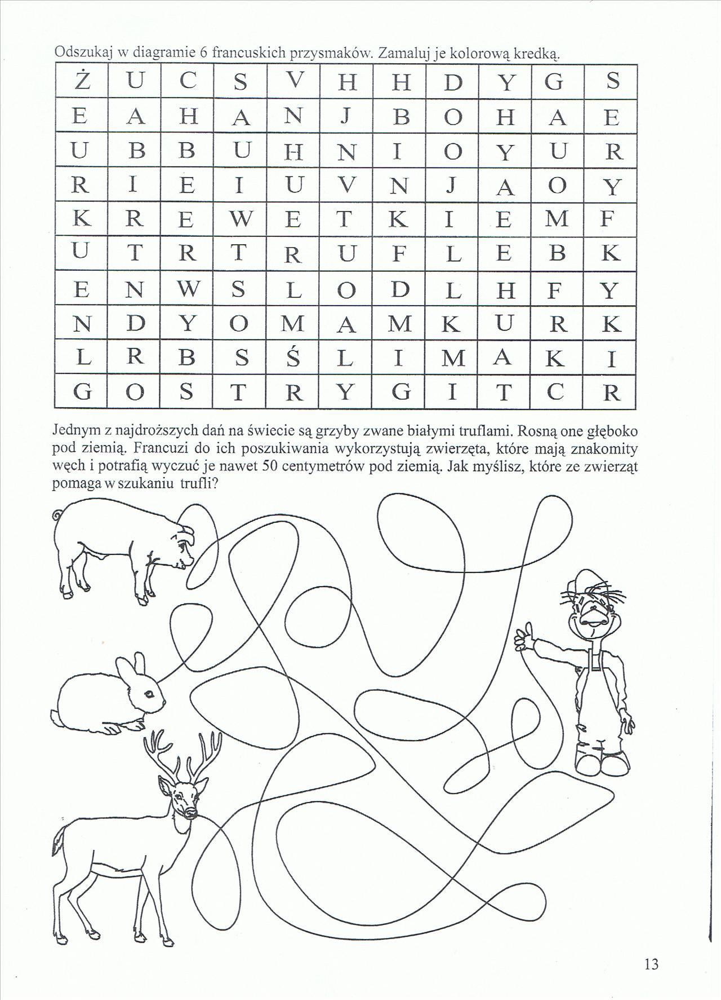 Odszukaj w diagramie 6 francuskich przysmaków. Zamaluj je kolorową kredką.
Ż U C S V H H D Y G S
E A H A N J B O H A E
U B B U H N I O Y U R
R I E I U V N J A O Y
K R E W E T K I E M F
U T R T R U F L E B K
E N W S L O D L H F Y
N D Y O M A M K U R K
L R B S Ś L I M A K I
G O S T R Y G I T C R
Jednym z najdroższych dań na świecie są grzyby zwane białymi truflami. Rosną one głęboko
pod ziemią. Francuzi do ich poszukiwania wykorzystują zwierzęta, które mają znakomity
węch i potrafią wyczuć je nawet 50 centymetrów pod ziemią. Jak myślisz, które ze zwierząt
pomaga w szukaniu trufli?
13